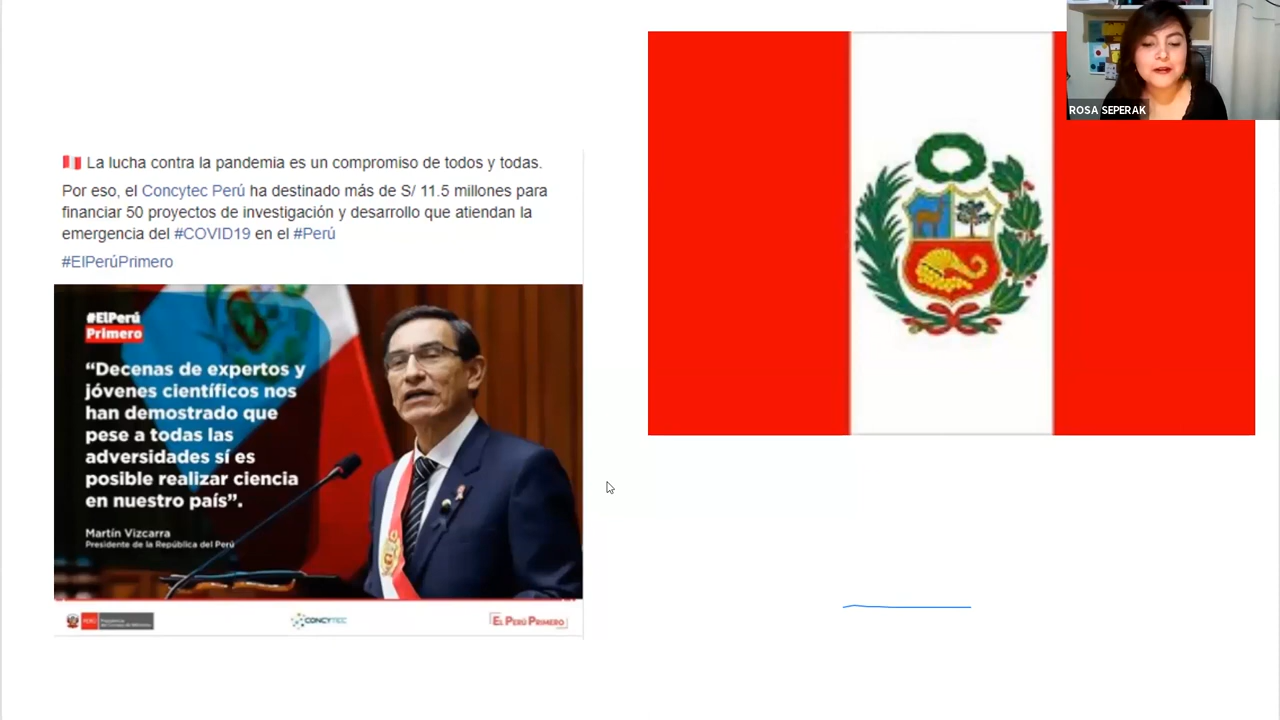 La lucha contra la pandemia es un compromiso de todos y todas.
Por eso, el Concytec Perú ha destinado más de S/ 11.5 millones para
financiar 50 proyectos de investigación y desarrollo que atiendan la
emergencia del #COVID19 en el #Perú
#ElPerúPrimero
#ElPerú
Primero
“Decenas de expertos y
jóvenes científicos nos
han demostrado que
pese a todas las
adversidades sí es
posible realizar ciencia
en nuestro país”.
Martín Vizcarra
Presidente de la República del Perú
PERÚ
CONCYTEC
EL PERÚ PRIMERO
ROSA SEPERAK